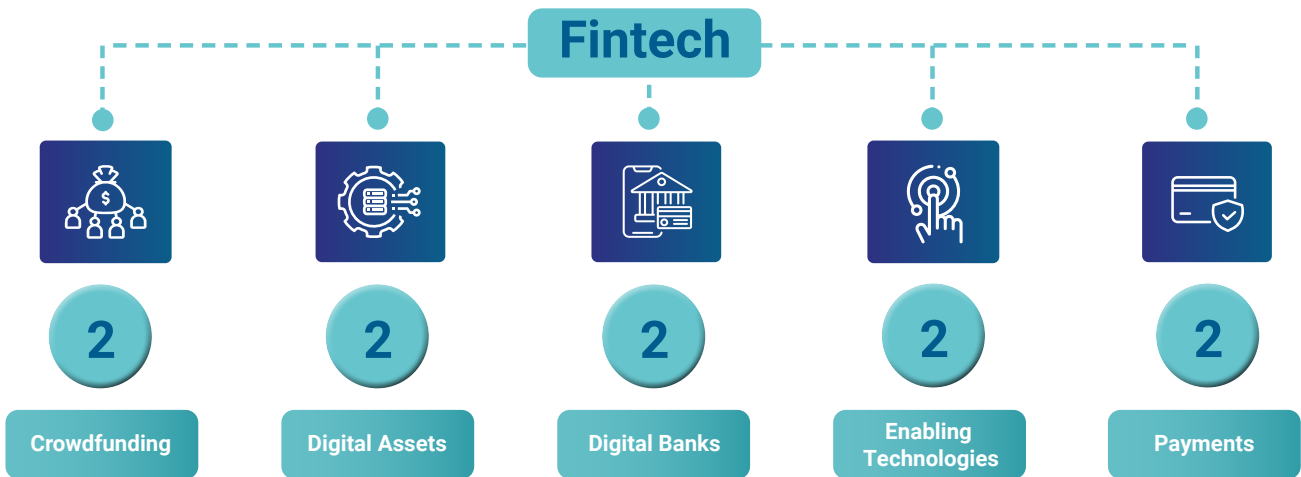 Fintech
$
2
2
2
2
2
Crowdfunding
Digital Assets
Digital Banks
Enabling
Technologies
Payments